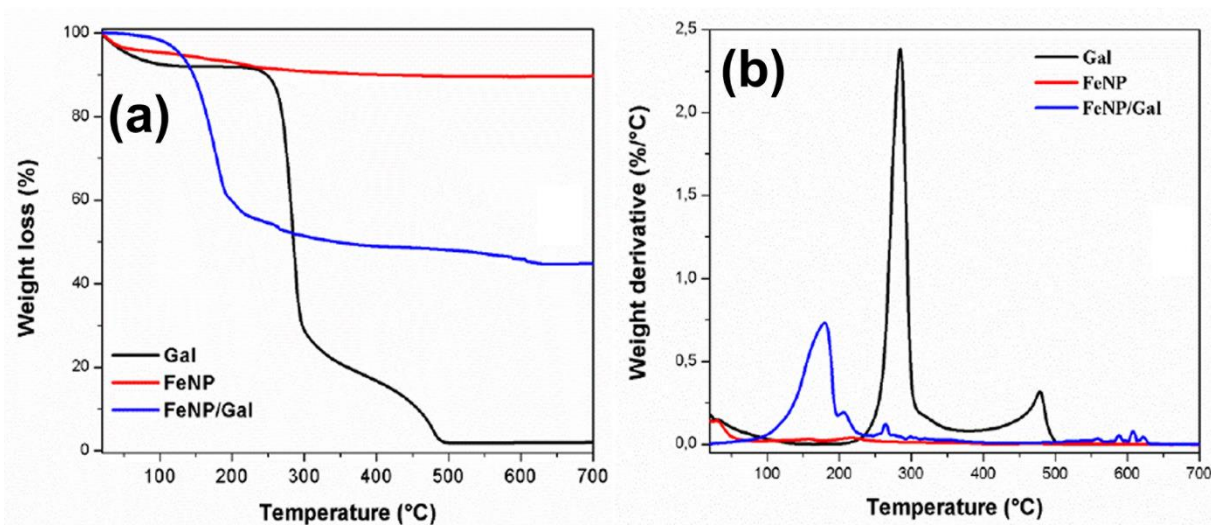 (a)
Weight loss (%)
100
80
60
40
20
0
Gal
FeNP
FeNP/Gal
100
200
300
400
500
600
700
Temperature (°C)
(b)
Weight derivative (%/°C)
2,5
2,0
1,5
1,0
0,5
0,0
Gal
FeNP
FeNP/Gal
100
200
300
400
500
600
700
Temperature (°C)